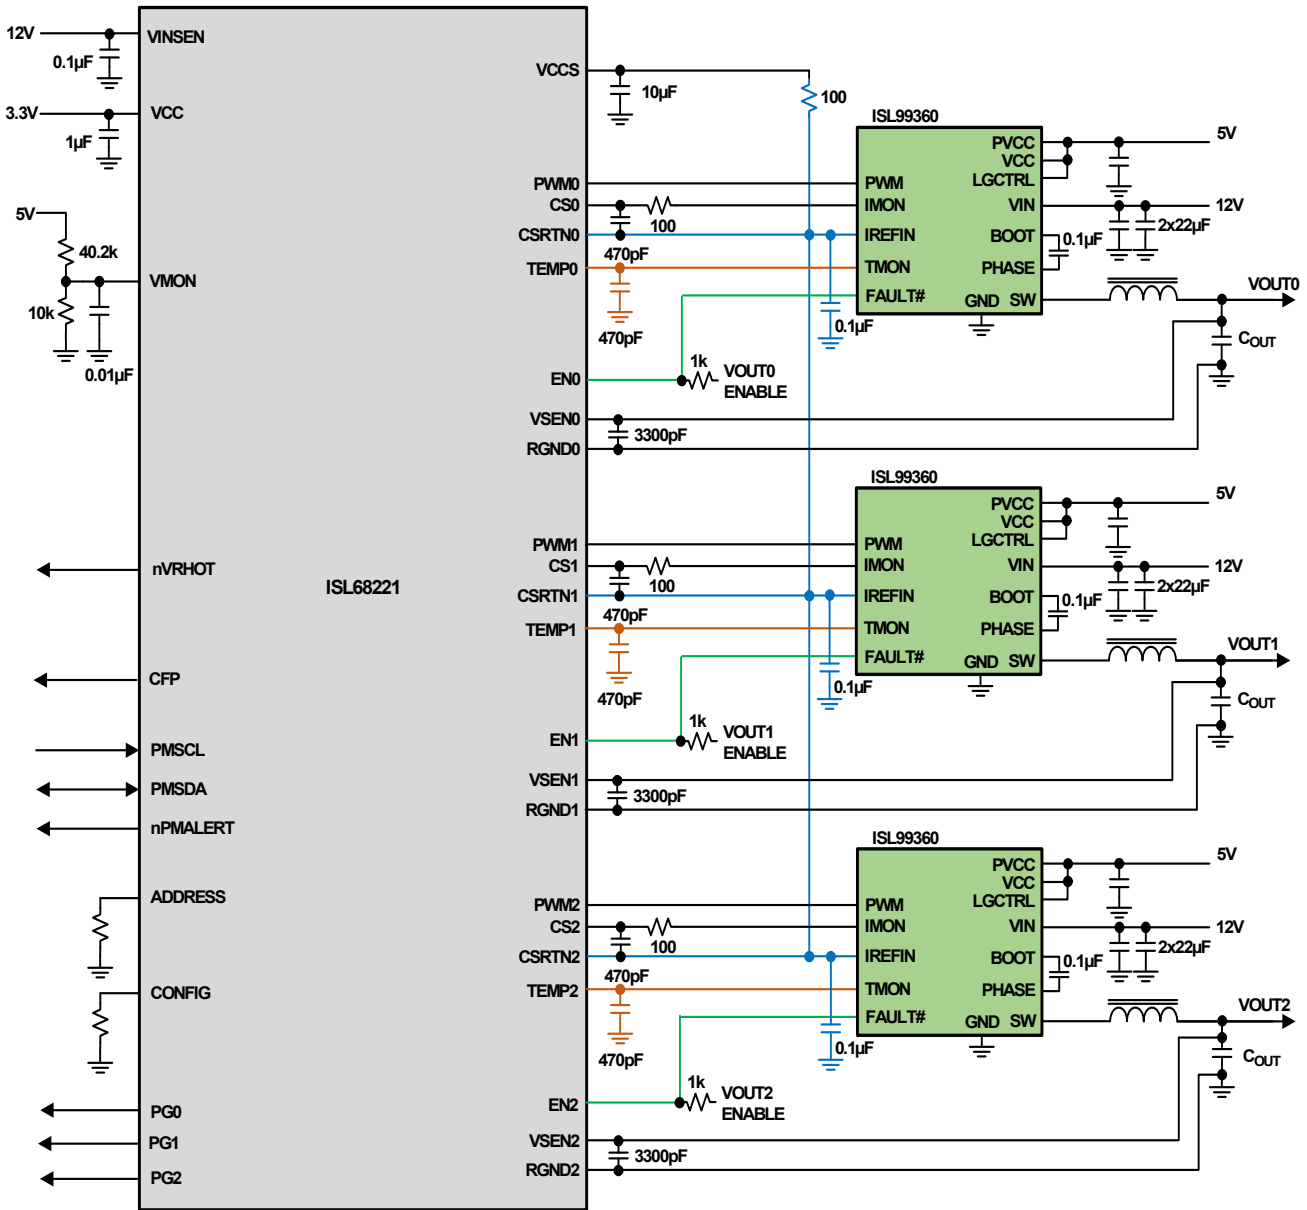 12V
VINSEN
0.1µF
VCCS
10µF
100
3.3V
VCC
1µF
5V
40.2k
VMON
10k
0.01µF
ISL68221
nVRHOT
CFP
PMSCL
PMSDA
nPMALERT
ADDRESS
CONFIG
PG0
PG1
PG2
ISL99360
PWM0
PWM
CS0
100
IMON
CSRTN0
IREFIN
470pF
TEMP0
TMON
FAULT#
470pF
0.1µF
PVCC
VCC
LGCTRL
5V
VIN
12V
2x22µF
BOOT
0.1µF
PHASE
GND SW
VOUT0
COUT
EN0
1k
VOUT0
ENABLE
VSEN0
3300pF
RGND0
ISL99360
PWM1
PWM
CS1
100
IMON
CSRTN1
IREFIN
470pF
TEMP1
TMON
FAULT#
470pF
0.1µF
PVCC
VCC
LGCTRL
5V
VIN
12V
2x22µF
BOOT
0.1µF
PHASE
GND SW
VOUT1
COUT
EN1
1k
VOUT1
ENABLE
VSEN1
3300pF
RGND1
ISL99360
PWM2
PWM
CS2
100
IMON
CSRTN2
IREFIN
470pF
TEMP2
TMON
FAULT#
470pF
0.1µF
PVCC
VCC
LGCTRL
5V
VIN
12V
2x22µF
BOOT
0.1µF
PHASE
GND SW
VOUT2
COUT
EN2
1k
VOUT2
ENABLE
VSEN2
3300pF
RGND2